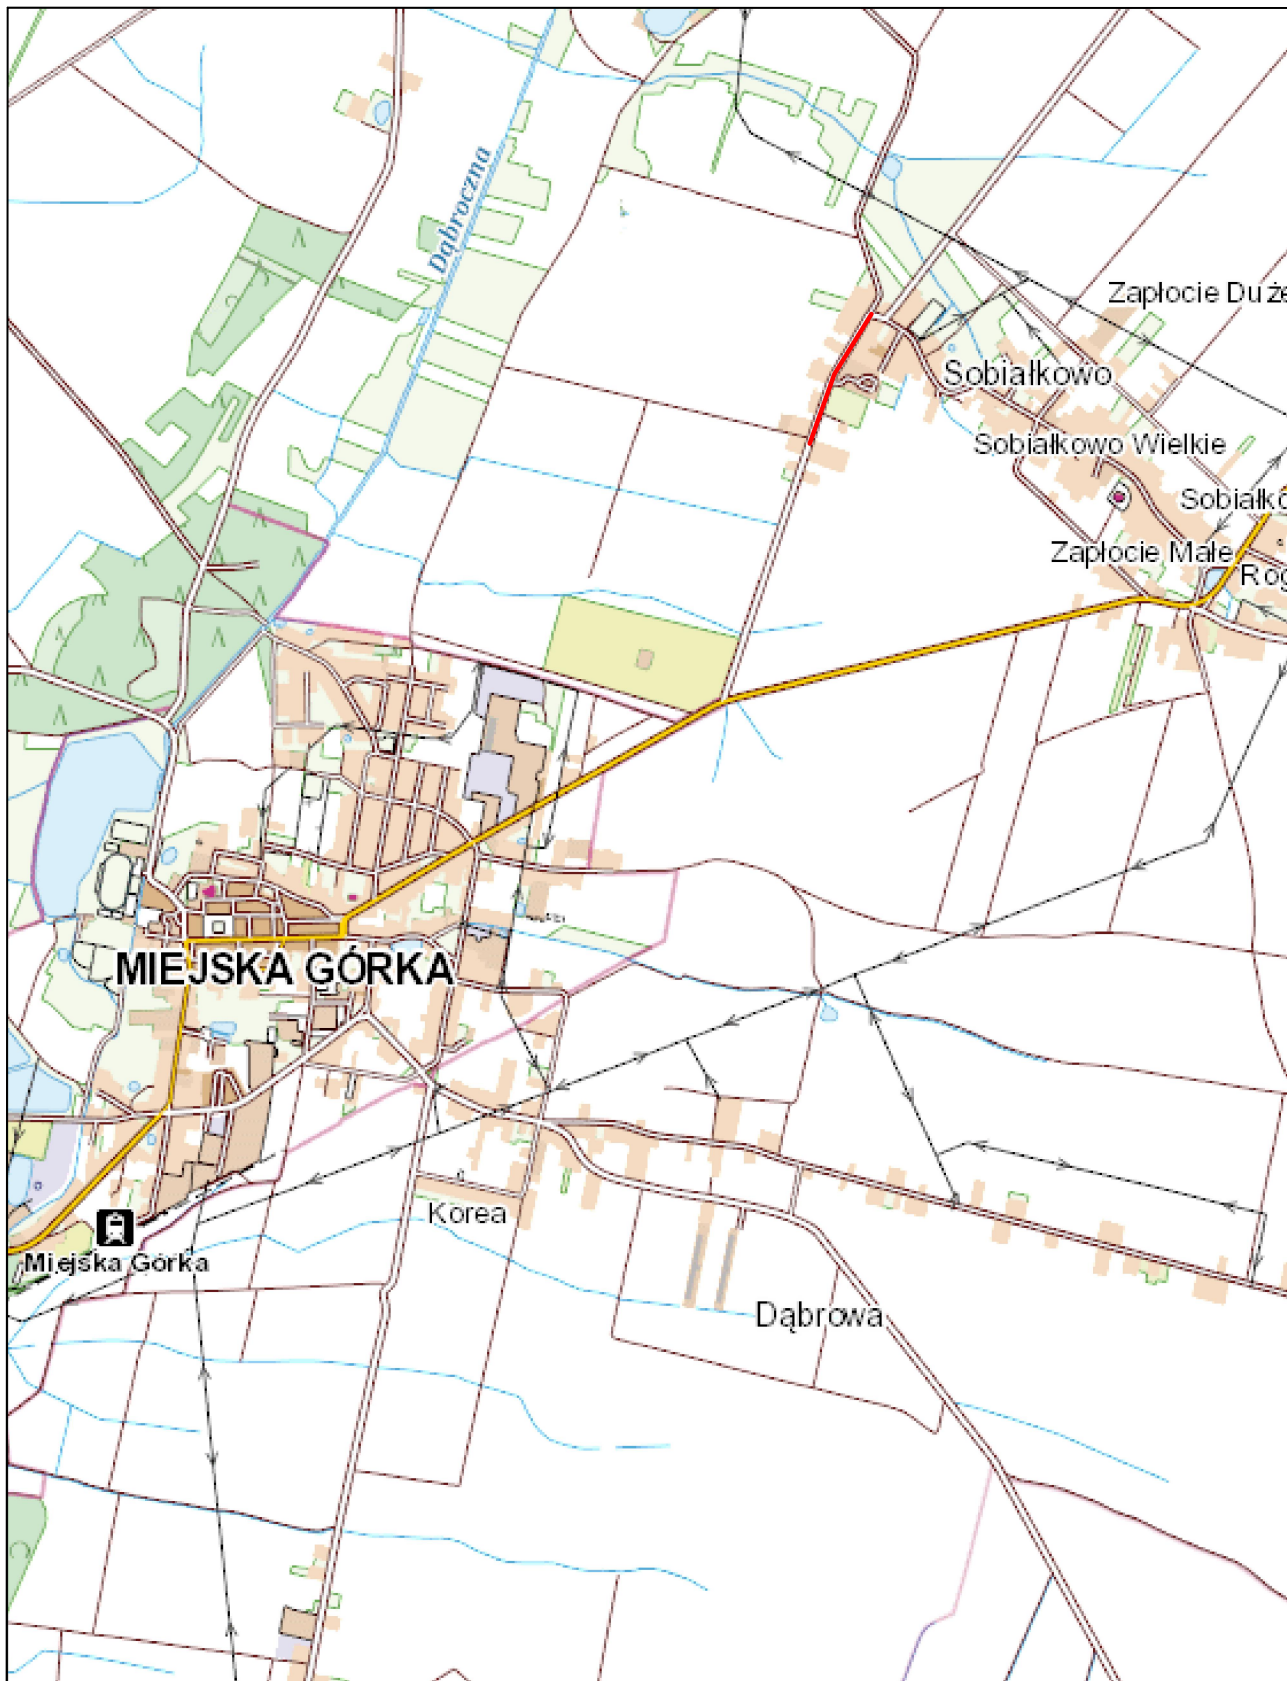 Dąbroczna
Zapłocie Duże
Sobiałkowo
Sobiałkowo Wielkie
Zapłocie Małe
MIEJSKA GÓRKA
Korea
Miejska Górka
Dąbrowa